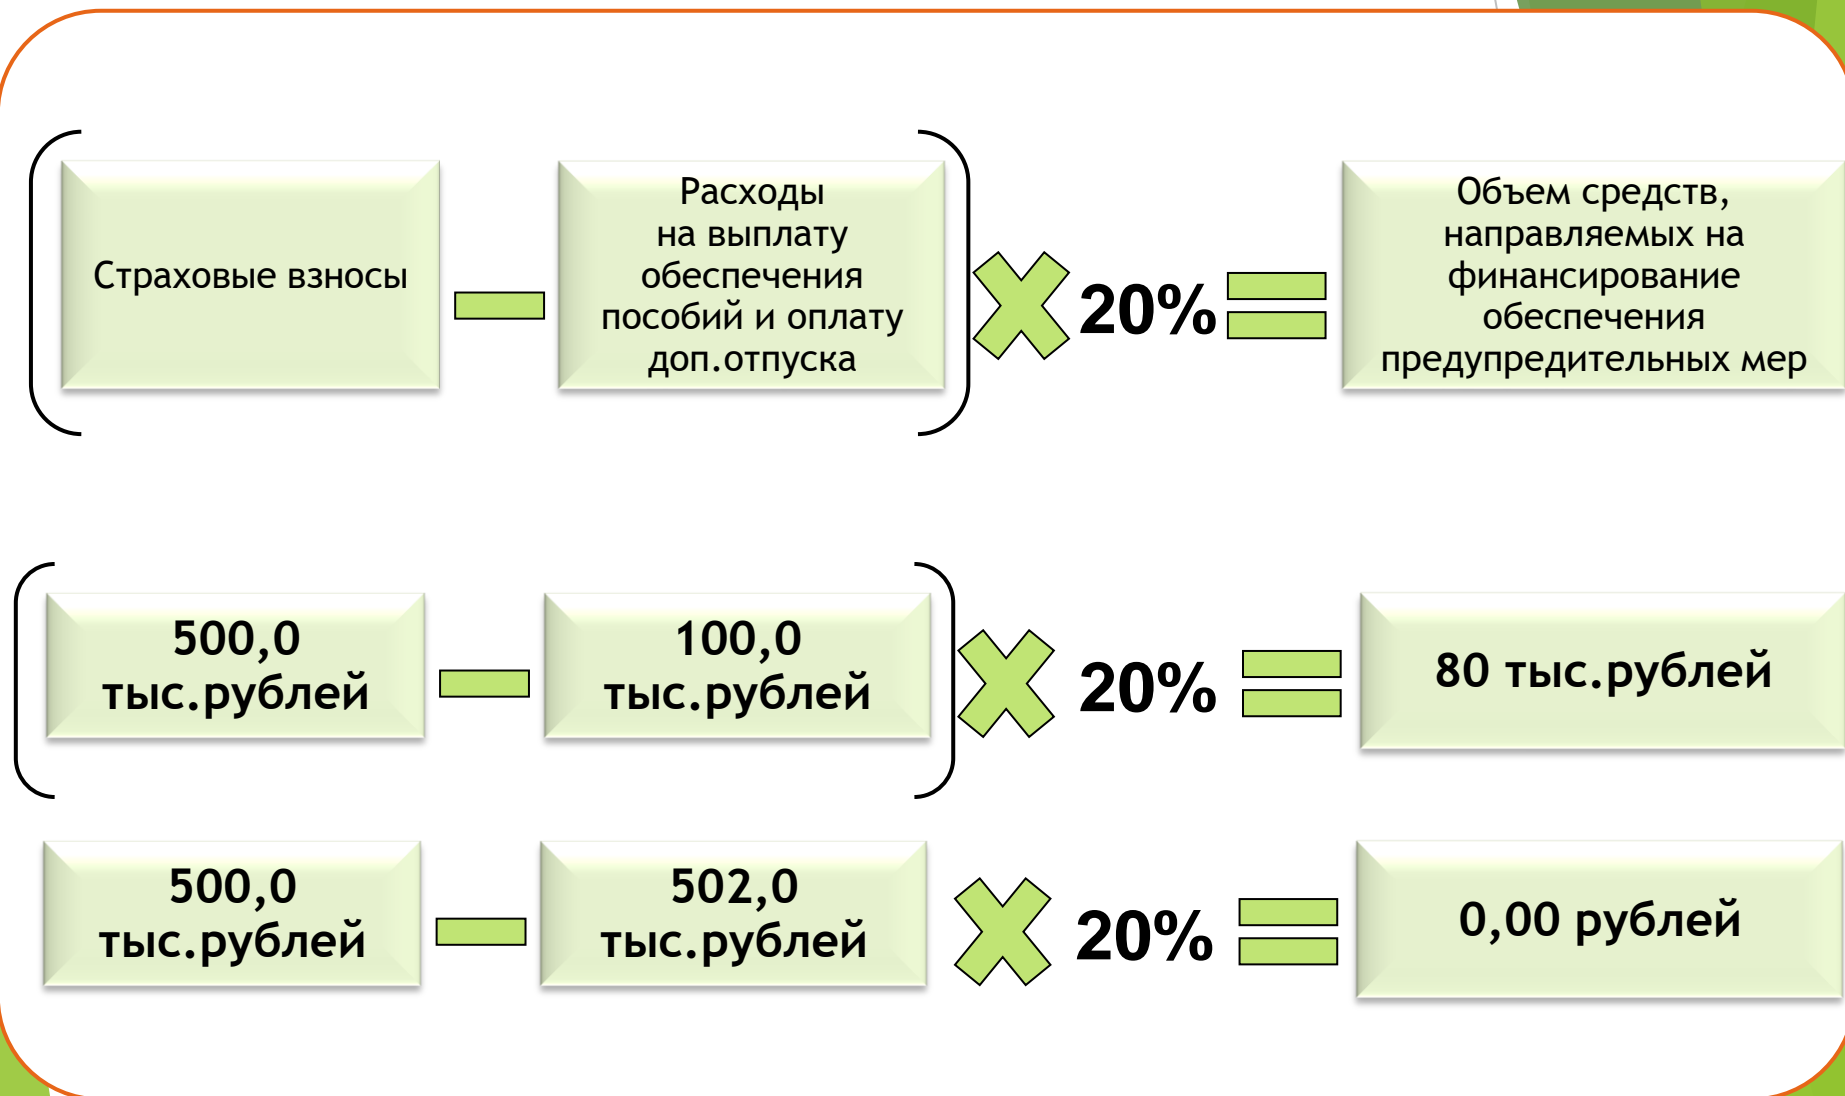 Страховые взносы
Расходы
на выплату
обеспечения
пособий и оплату
доп.отпуска
20%
Объем средств,
направляемых на
финансирование
обеспечения
предупредительных мер
500,0
тыс.рублей
100,0
тыс.рублей
20%
80 тыс.рублей
500,0
тыс.рублей
502,0
тыс.рублей
20%
0,00 рублей